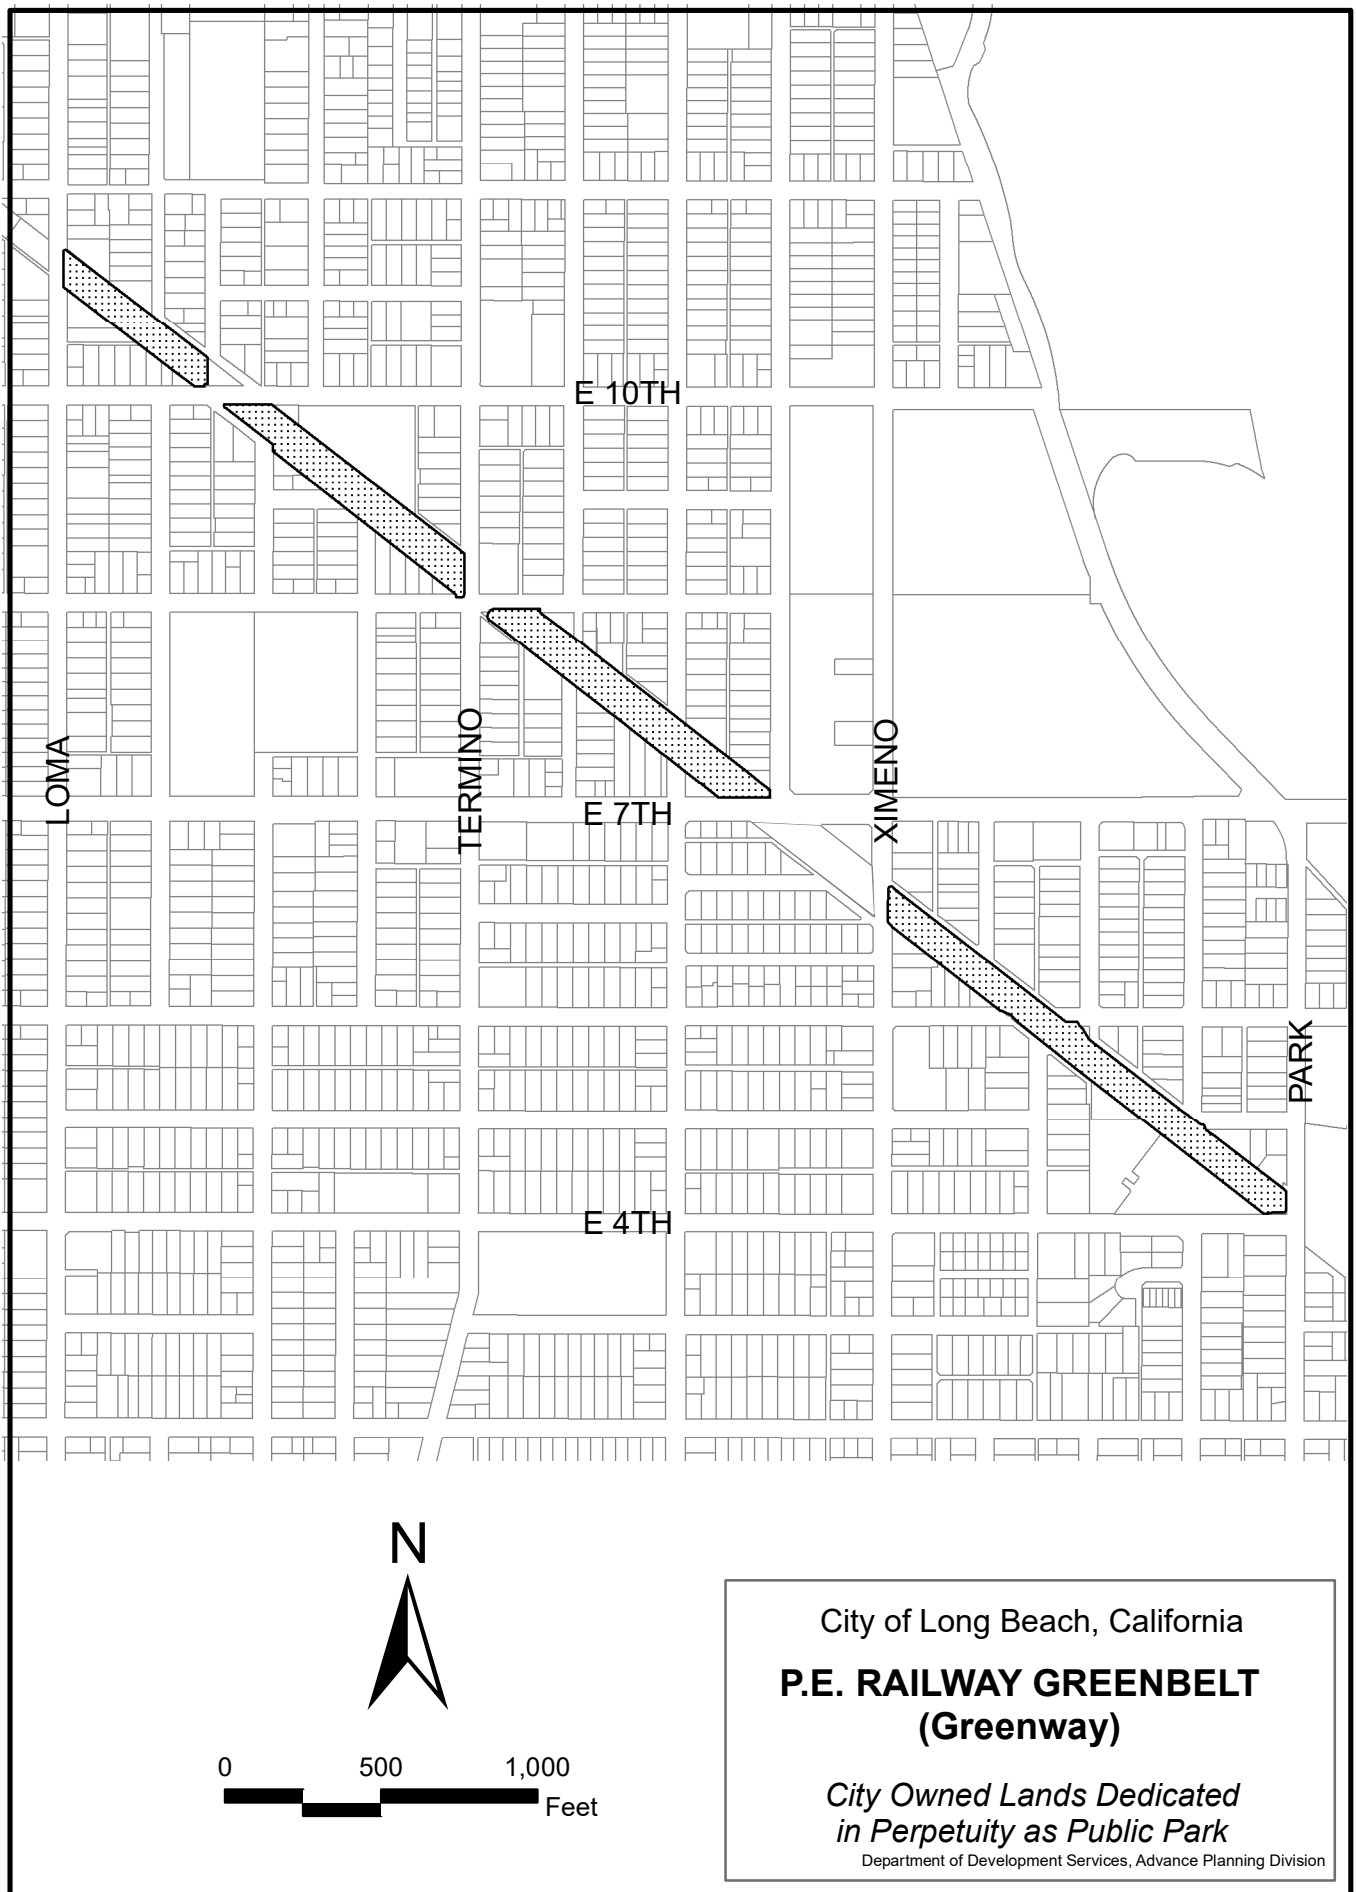 E 10TH
LOMA
TERMINO
XIMENO
E 7TH
PARK
E 4TH
N
0 500 1,000
Feet
City of Long Beach, California
P.E. RAILWAY GREENBELT
(Greenway)
City Owned Lands Dedicated
in Perpetuity as Public Park
Department of Development Services, Advance Planning Division